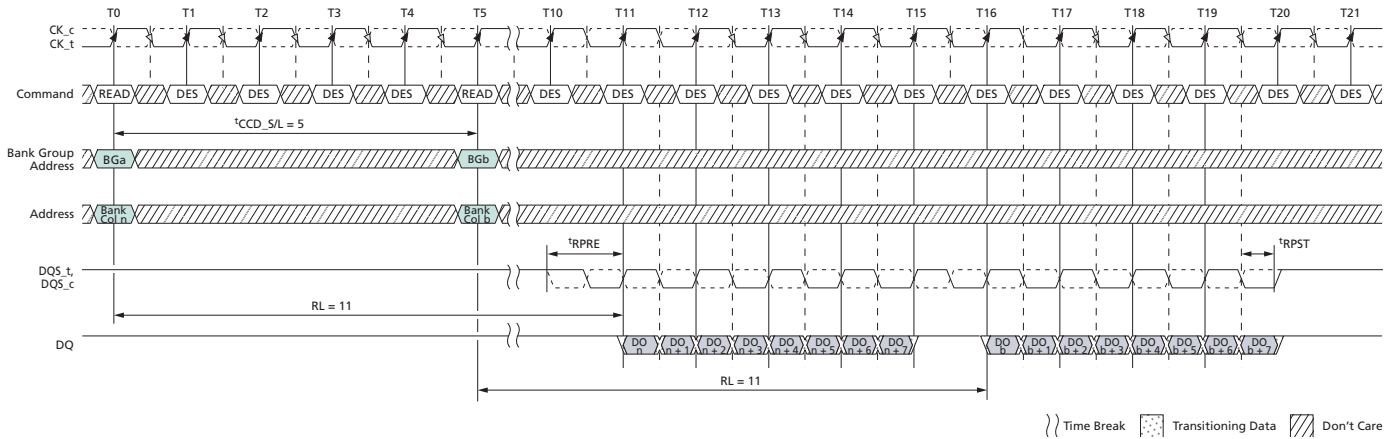 T0 T1 T2 T3 T4 T5 T10 T11 T12 T13 T14 T15 T16 T17 T18 T19 T20 T21
CK_c
CK_t
Command READ DES DES DES DES READ DES DES DES DES DES DES DES DES DES DES DES DES
tCCD_S/L = 5
Bank Group
Address
BGa BGb
Address
Bank
Col n
Bank
Col b
tRPRE tRPST
DQS_t,
DQS_c
RL = 11
DQ
DO
n
DO
n + 1
DO
n + 2
DO
n + 3
DO
n + 4
DO
n + 5
DO
n + 6
DO
n + 7
DO
b
DO
b + 1
DO
b + 2
DO
b + 3
DO
b + 4
DO
b + 5
DO
b + 6
DO
b + 7
RL = 11
Time Break Transitioning Data Don't Care